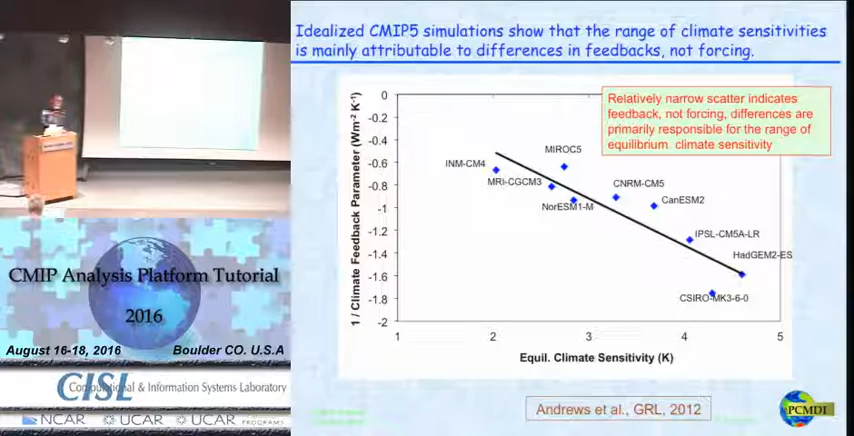 Idealized CMIP5 simulations show that the range of climate sensitivities
is mainly attributable to differences in feedbacks, not forcing.
Relatively narrow scatter indicates
feedback, not forcing, differences are
primarily responsible for the range of
equilibrium climate sensitivity
1 / Climate Feedback Parameter (Wm-2 K-1)
0
-0.2
-0.4
-0.6
-0.8
-1
-1.2
-1.4
-1.6
-1.8
-2
INM-CM4
MIROC5
MRI-CGCM3
NorESM1-M
CNRM-CM5
CanESM2
IPSL-CM5A-LR
HadGEM2-ES
CSIRO-MK3-6-0
1 2 3 4 5
Equil. Climate Sensitivity (K)
Andrews et al., GRL, 2012
PCMDI
CMIP Analysis Platform Tutorial
2016
August 16-18, 2016 Boulder CO. U.S.A
CISL Computational & Information Systems Laboratory
NCAR UCAR UCAR PROGRAMS